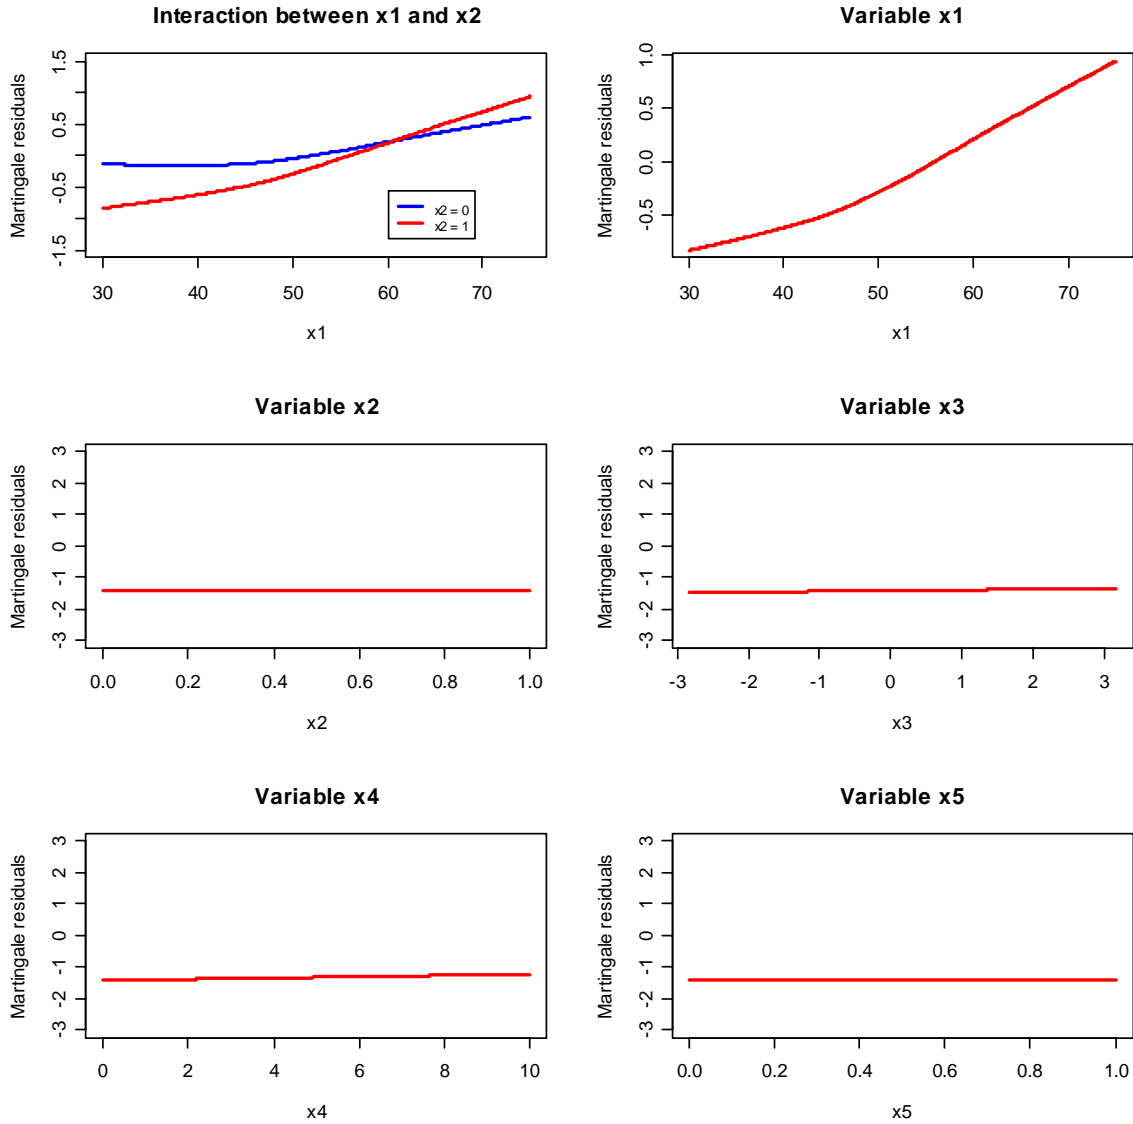 Interaction between x1 and x2
Martingale residuals
1.5
0.5
-0.5
-1.5
x2 = 0
x2 = 1
30 40 50 60 70
x1
Variable x1
Martingale residuals
1.0
0.5
0.0
-0.5
30 40 50 60 70
x1
Variable x2
Martingale residuals
3
2
1
0
-1
-2
-3
0.0 0.2 0.4 0.6 0.8 1.0
x2
Variable x3
Martingale residuals
3
2
1
0
-1
-2
-3
-3 -2 -1 0 1 2 3
x3
Variable x4
Martingale residuals
3
2
1
0
-1
-2
-3
0 2 4 6 8 10
x4
Variable x5
Martingale residuals
3
2
1
0
-1
-2
-3
0.0 0.2 0.4 0.6 0.8 1.0
x5